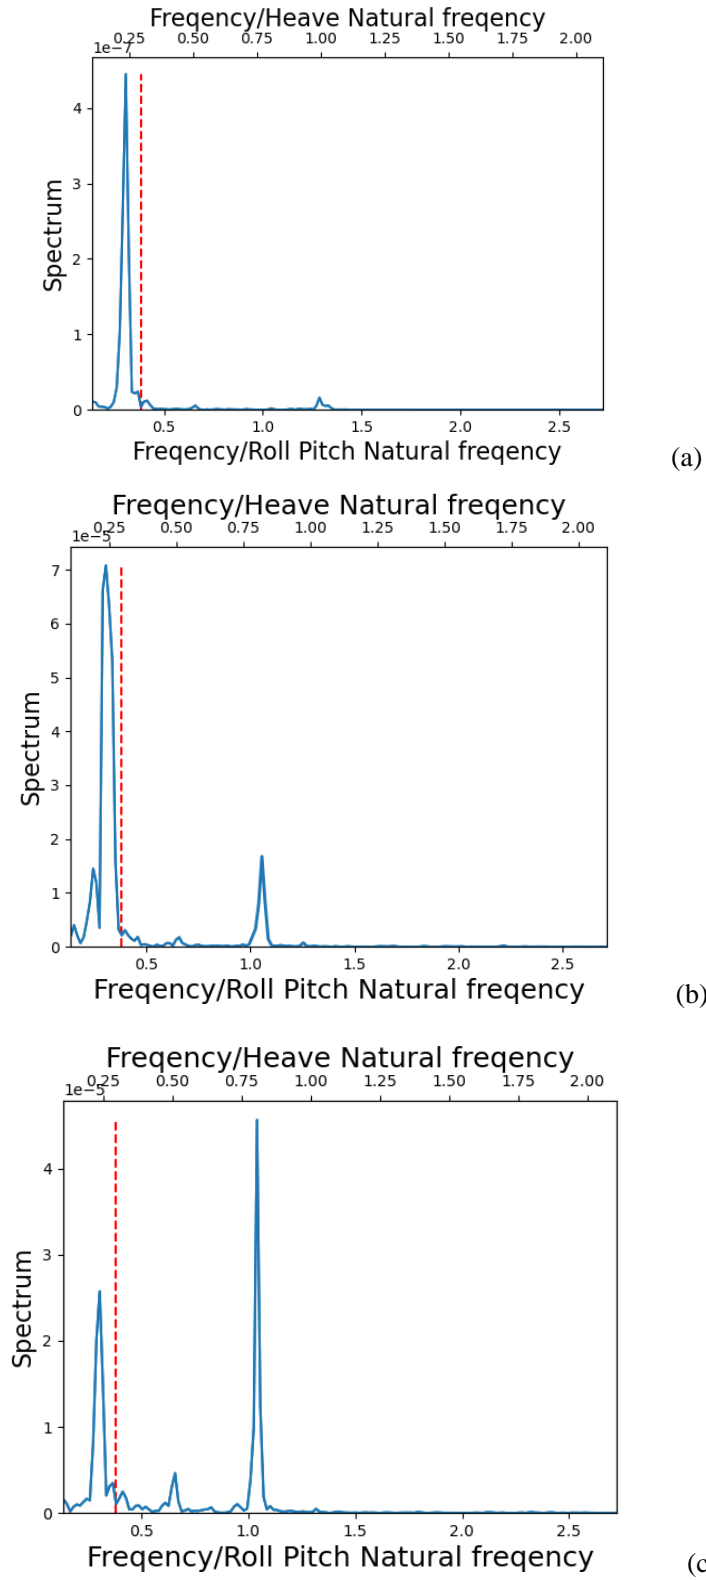 Freqency/Heave Natural freqency
0.25 0.50 0.75 1.00 1.25 1.50 1.75 2.00
1e−7
4
3
2
1
0
Spectrum
0.5 1.0 1.5 2.0 2.5
Freqency/Roll Pitch Natural freqency
(a)
Freqency/Heave Natural freqency
0.25 0.50 0.75 1.00 1.25 1.50 1.75 2.00
1e−5
7
6
5
4
3
2
1
0
Spectrum
0.5 1.0 1.5 2.0 2.5
Freqency/Roll Pitch Natural freqency
(b)
Freqency/Heave Natural freqency
0.25 0.50 0.75 1.00 1.25 1.50 1.75 2.00
1e−5
4
3
2
1
0
Spectrum
0.5 1.0 1.5 2.0 2.5
Freqency/Roll Pitch Natural freqency
(c